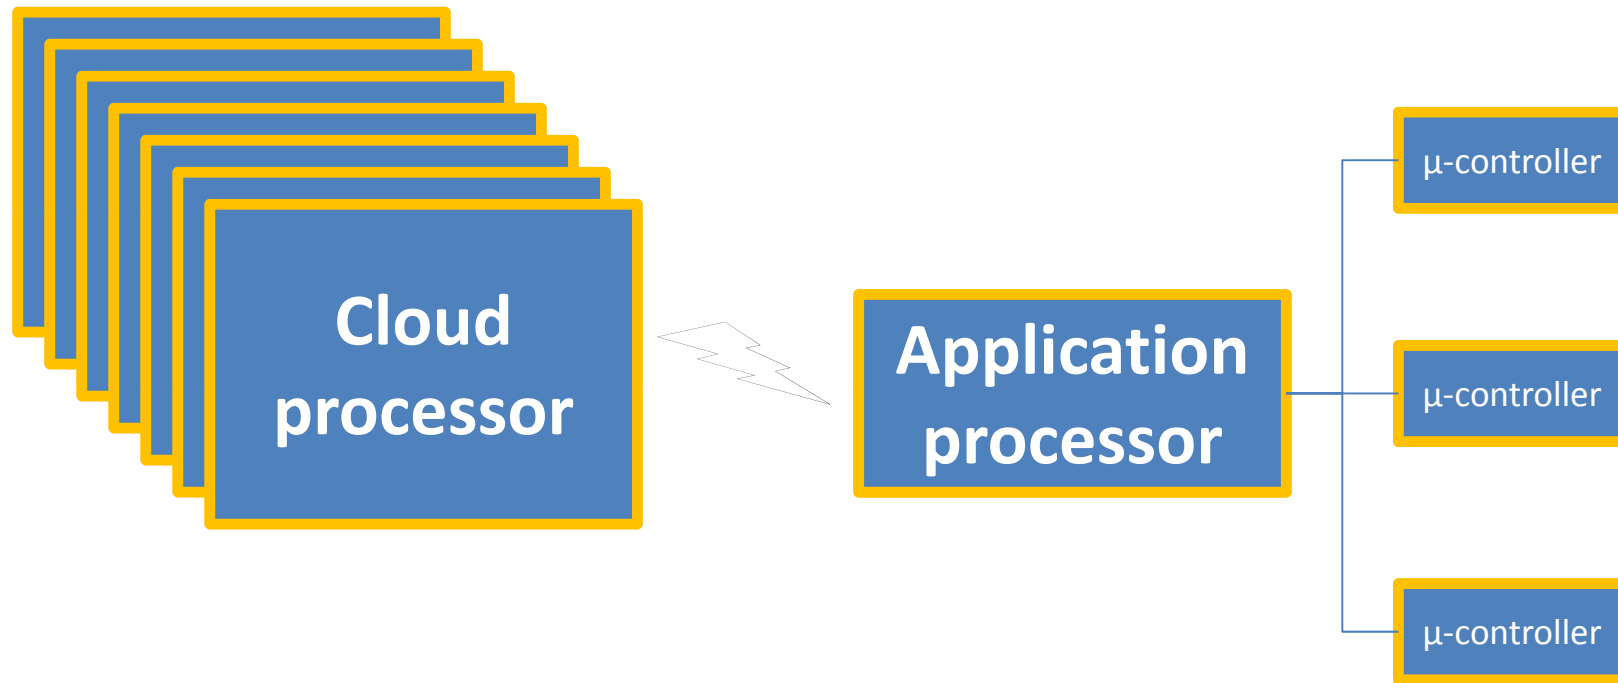 Cloud
processor
Application
processor
µ-controller
µ-controller
µ-controller